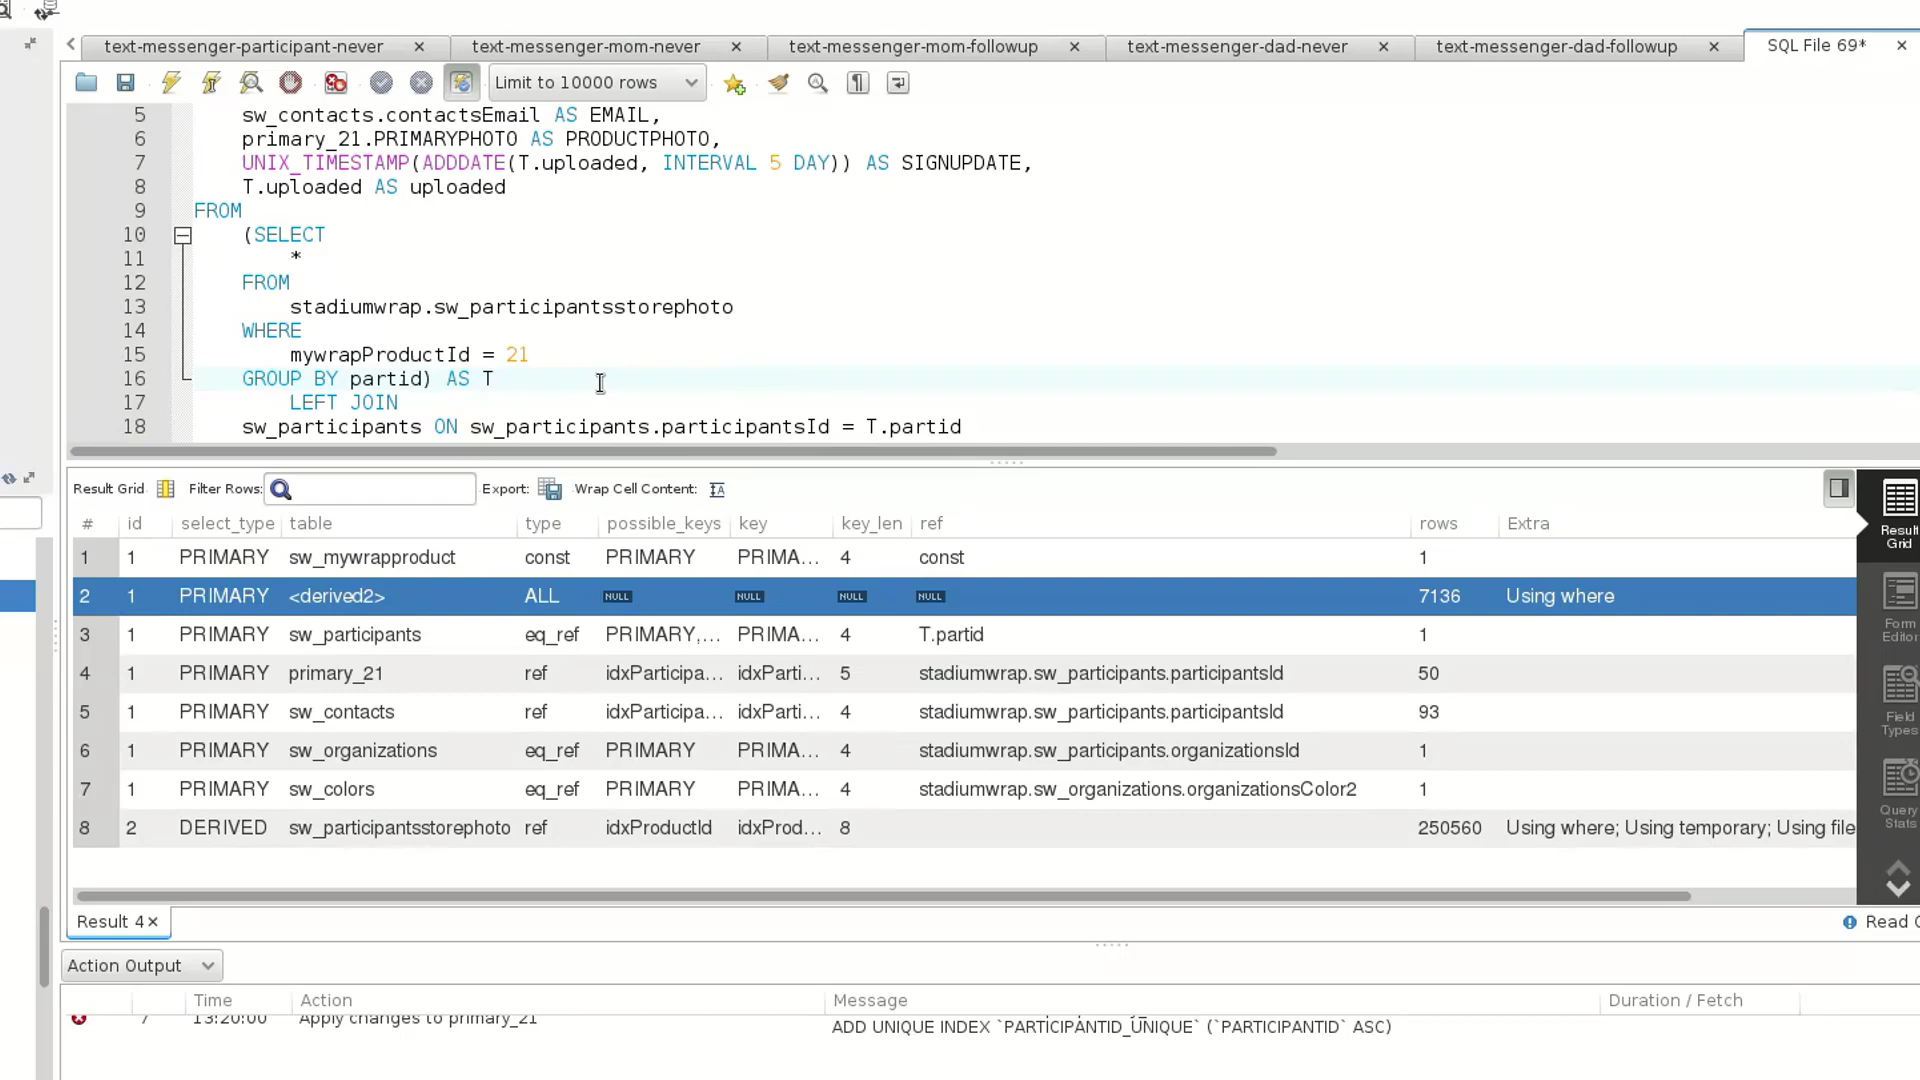 text-messenger-participant-never × text-messenger-mom-never × text-messenger-mom-followup × text-messenger-dad-never × text-messenger-dad-followup × SQL File 69* ×
Limit to 10000 rows
5 sw_contacts.contactsEmail AS EMAIL,
6 primary_21.PRIMARYPHOTO AS PRODUCTPHOTO,
7 UNIX_TIMESTAMP(ADDDATE(T.uploaded, INTERVAL 5 DAY)) AS SIGNUPDATE,
8 T.uploaded AS uploaded
9 FROM
10 (SELECT
11 *
12 FROM
13 stadiumwrap.sw_participantsstorephoto
14 WHERE
15 mywrapProductId = 21
16 GROUP BY partid) AS T
17 LEFT JOIN
18 sw_participants ON sw_participants.participantsId = T.partid
Result Grid Filter Rows: Export: Wrap Cell Content:
# id select_type table type possible_keys key key_len ref rows Extra
1 1 PRIMARY sw_mywrapproduct const PRIMARY PRIMA... 4 const 1
2 1 PRIMARY <derived2> ALL NULL NULL NULL NULL 7136 Using where
3 1 PRIMARY sw_participants eq_ref PRIMARY,... PRIMA... 4 T.partid 1
4 1 PRIMARY primary_21 ref idxParticipa... idxParti... 5 stadiumwrap.sw_participants.participantsId 50
5 1 PRIMARY sw_contacts ref idxParticipa... idxParti... 4 stadiumwrap.sw_participants.participantsId 93
6 1 PRIMARY sw_organizations eq_ref PRIMARY PRIMA... 4 stadiumwrap.sw_participants.organizationsId 1
7 1 PRIMARY sw_colors eq_ref PRIMARY PRIMA... 4 stadiumwrap.sw_organizations.organizationsColor2 1
8 2 DERIVED sw_participantsstorephoto ref idxProductId idxProd... 8 250560 Using where; Using temporary; Using file
Result
Grid
Form
Editor
Field
Types
Query
Stats
Result 4 × Read
Action Output
Time Action Message Duration / Fetch
7 13:20:00 Apply changes to primary_21
ADD UNIQUE INDEX `PARTICIPANTID_UNIQUE` (`PARTICIPANTID` ASC)